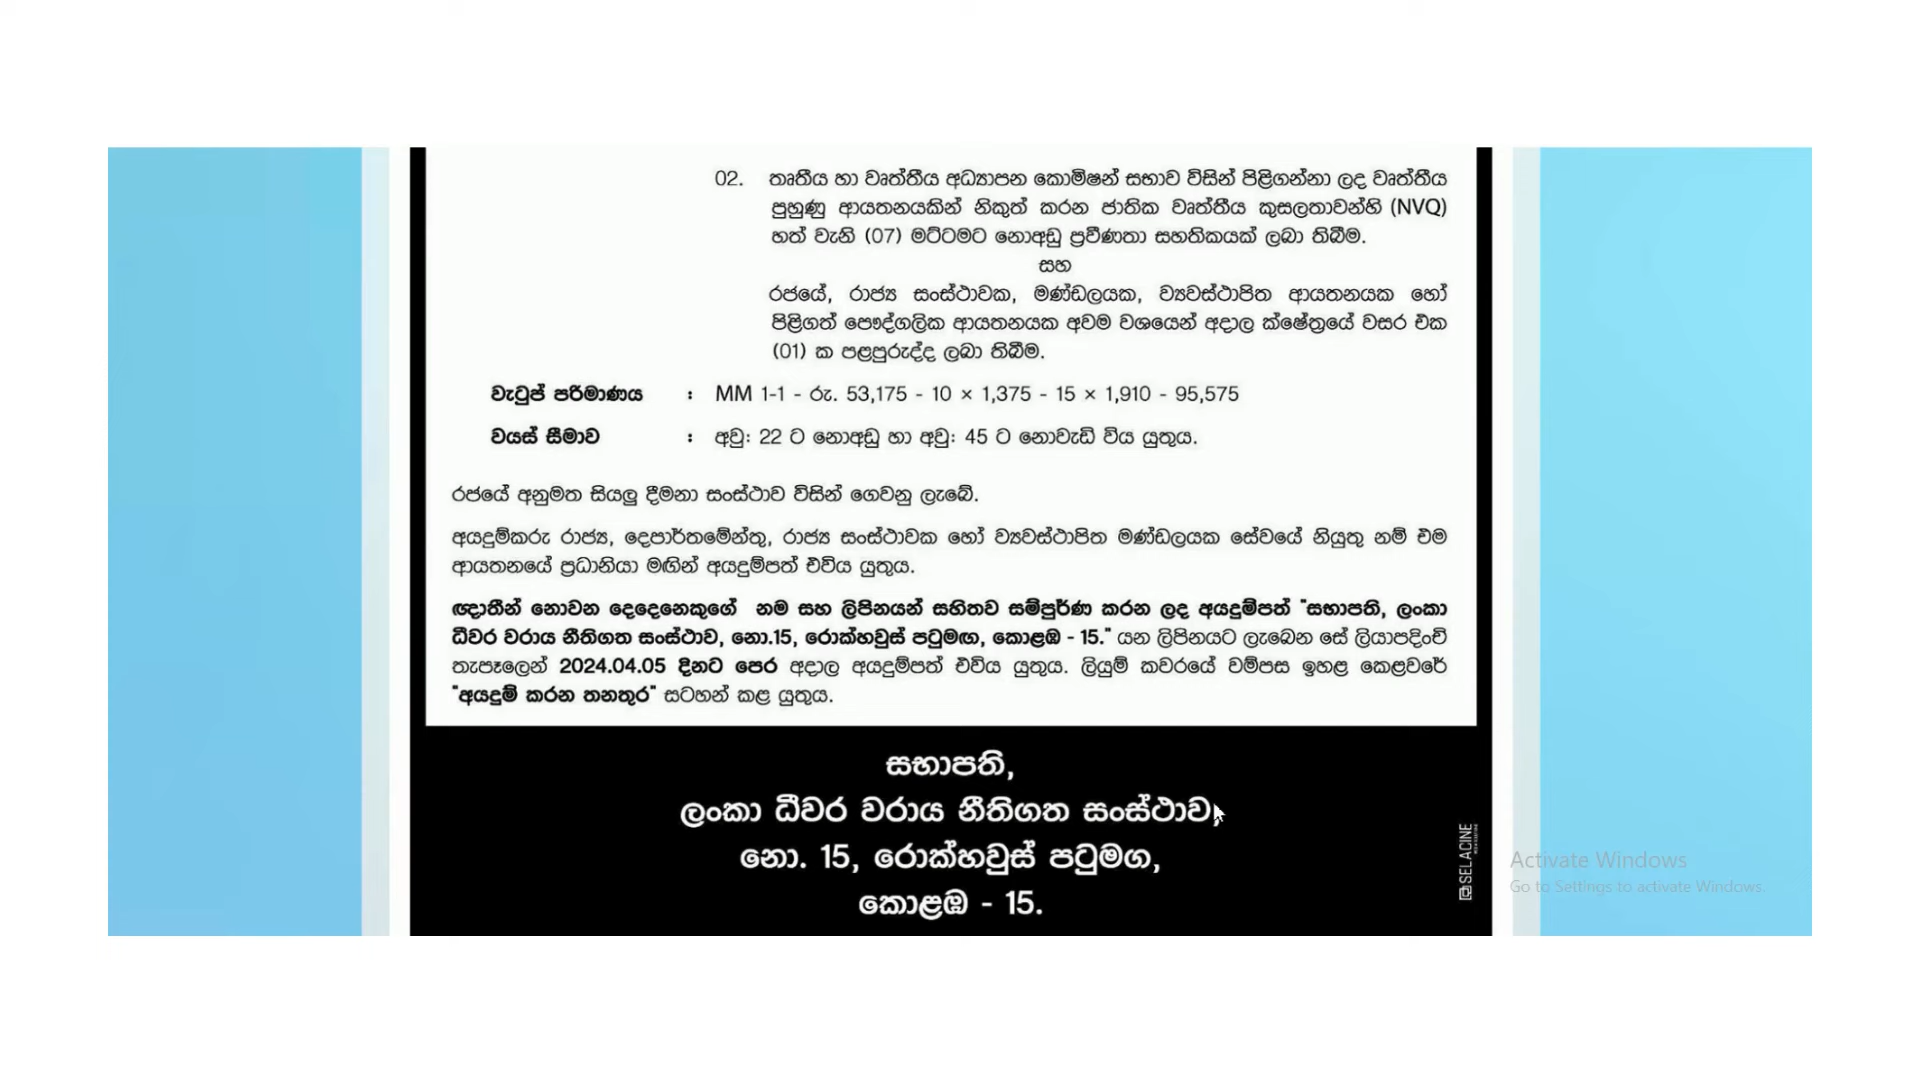 02. තෘතීය හා වෘත්තීය අධ්‍යාපන කොමිෂන් සභාව විසින් පිළිගන්නා ලද වෘත්තීය
පුහුණු ආයතනයකින් නිකුත් කරන ජාතික වෘත්තීය කුසලතාවන්හි (NVQ)
හත් වැනි (07) මට්ටමට නොඅඩු ප්‍රවීණතා සහතිකයක් ලබා තිබීම.
සහ
රජයේ, රාජ්‍ය සංස්ථාවක, මණ්ඩලයක, ව්‍යවස්ථාපිත ආයතනයක හෝ
පිළිගත් පෞද්ගලික ආයතනයක අවම වශයෙන් අදාල ක්ෂේත්‍රයේ වසර එක
(01) ක පළපුරුද්ද ලබා තිබීම.
වැටුප් පරිමාණය : MM 1-1 - රු. 53,175 - 10 × 1,375 - 15 × 1,910 - 95,575
වයස් සීමාව : අවු: 22 ට නොඅඩු හා අවු: 45 ට නොවැඩි විය යුතුය.
රජයේ අනුමත සියලු දීමනා සංස්ථාව විසින් ගෙවනු ලැබේ.
අයදුම්කරු රාජ්‍ය, දෙපාර්තමේන්තු, රාජ්‍ය සංස්ථාවක හෝ ව්‍යවස්ථාපිත මණ්ඩලයක සේවයේ නියුතු නම් එම
ආයතනයේ ප්‍රධානියා මඟින් අයදුම්පත් එවිය යුතුය.
ඥාතීන් නොවන දෙදෙනෙකුගේ නම සහ ලිපිනයන් සහිතව සම්පුර්ණ කරන ලද අයදුම්පත් "සභාපති, ලංකා
ධීවර වරාය නීතිගත සංස්ථාව, නො.15, රොක්හවුස් පටුමඟ, කොළඹ - 15." යන ලිපිනයට ලැබෙන සේ ලියාපදිංචි
තැපෑලෙන් 2024.04.05 දිනට පෙර අදාල අයදුම්පත් එවිය යුතුය. ලියුම් කවරයේ වම්පස ඉහළ කෙළවරේ
"අයදුම් කරන තනතුර" සටහන් කළ යුතුය.
සභාපති,
ලංකා ධීවර වරාය නීතිගත සංස්ථාව,
නො. 15, රොක්හවුස් පටුමග,
කොළඹ - 15.
SELACINE
Activate Windows
Go to Settings to activate Windows.